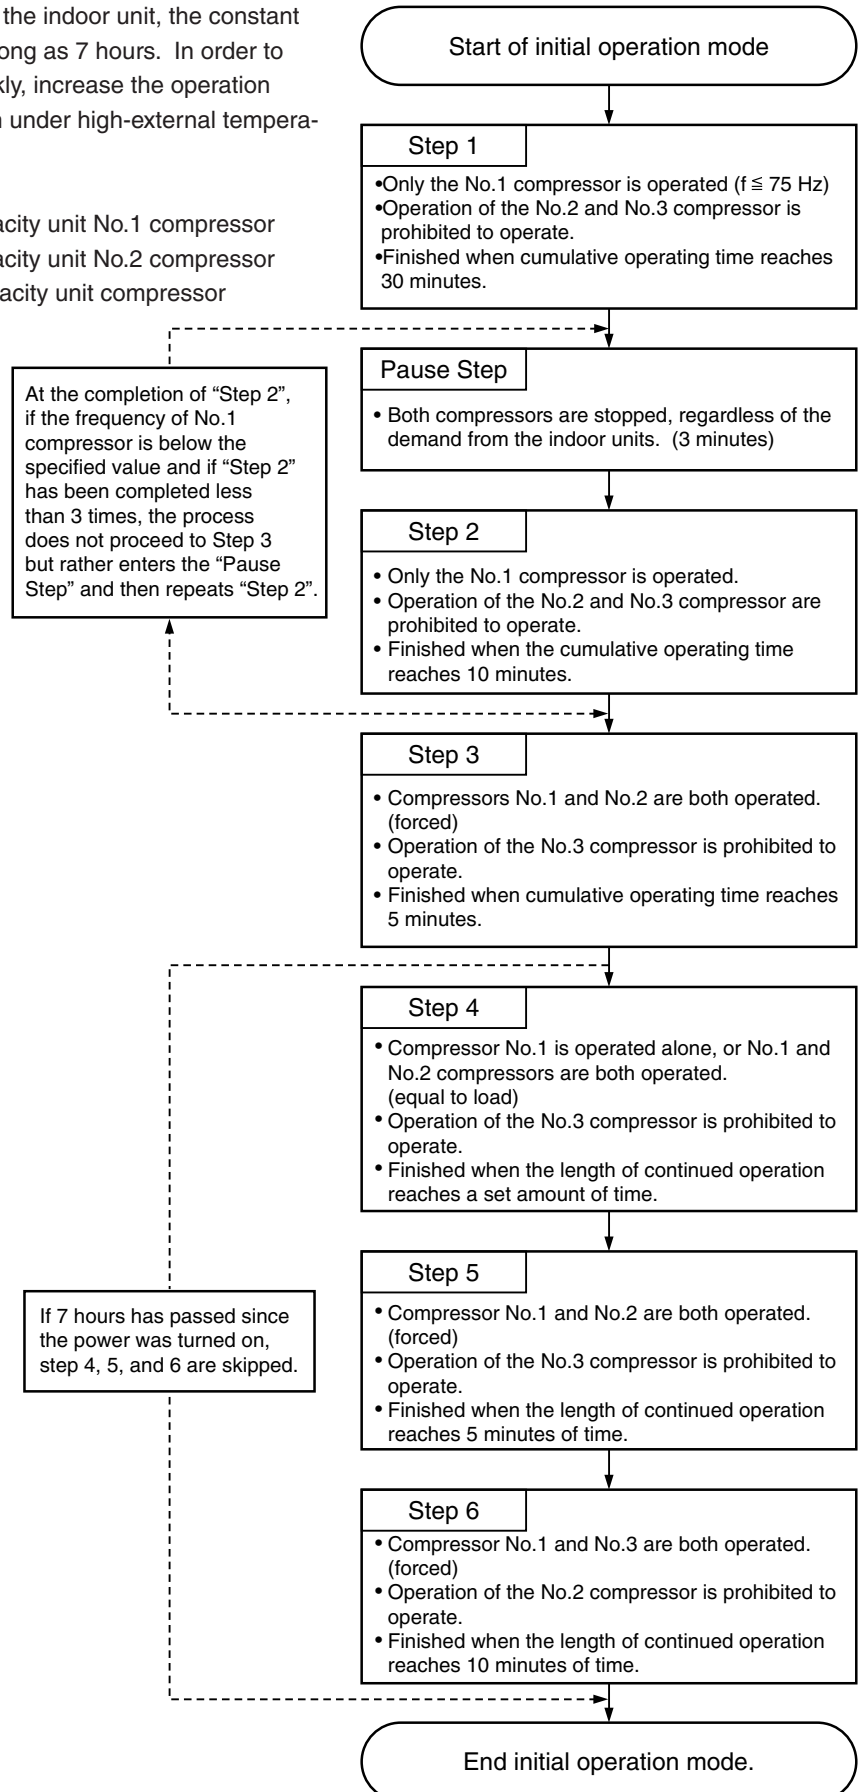 the indoor unit, the constant
ong as 7 hours. In order to
kly, increase the operation
under high-external tempera-
acity unit No.1 compressor
acity unit No.2 compressor
acity unit compressor
Start of initial operation mode
Step 1
•Only the No.1 compressor is operated (f ≦ 75 Hz)
•Operation of the No.2 and No.3 compressor is
prohibited to operate.
•Finished when cumulative operating time reaches
30 minutes.
Pause Step
• Both compressors are stopped, regardless of the
demand from the indoor units. (3 minutes)
At the completion of “Step 2”,
if the frequency of No.1
compressor is below the
specified value and if “Step 2”
has been completed less
than 3 times, the process
does not proceed to Step 3
but rather enters the “Pause
Step” and then repeats “Step 2”.
Step 2
• Only the No.1 compressor is operated.
• Operation of the No.2 and No.3 compressor are
prohibited to operate.
• Finished when the cumulative operating time
reaches 10 minutes.
Step 3
• Compressors No.1 and No.2 are both operated.
(forced)
• Operation of the No.3 compressor is prohibited to
operate.
• Finished when cumulative operating time reaches
5 minutes.
Step 4
• Compressor No.1 is operated alone, or No.1 and
No.2 compressors are both operated.
(equal to load)
• Operation of the No.3 compressor is prohibited to
operate.
• Finished when the length of continued operation
reaches a set amount of time.
If 7 hours has passed since
the power was turned on,
step 4, 5, and 6 are skipped.
Step 5
• Compressor No.1 and No.2 are both operated.
(forced)
• Operation of the No.3 compressor is prohibited to
operate.
• Finished when the length of continued operation
reaches 5 minutes of time.
Step 6
• Compressor No.1 and No.3 are both operated.
(forced)
• Operation of the No.2 compressor is prohibited to
operate.
• Finished when the length of continued operation
reaches 10 minutes of time.
End initial operation mode.